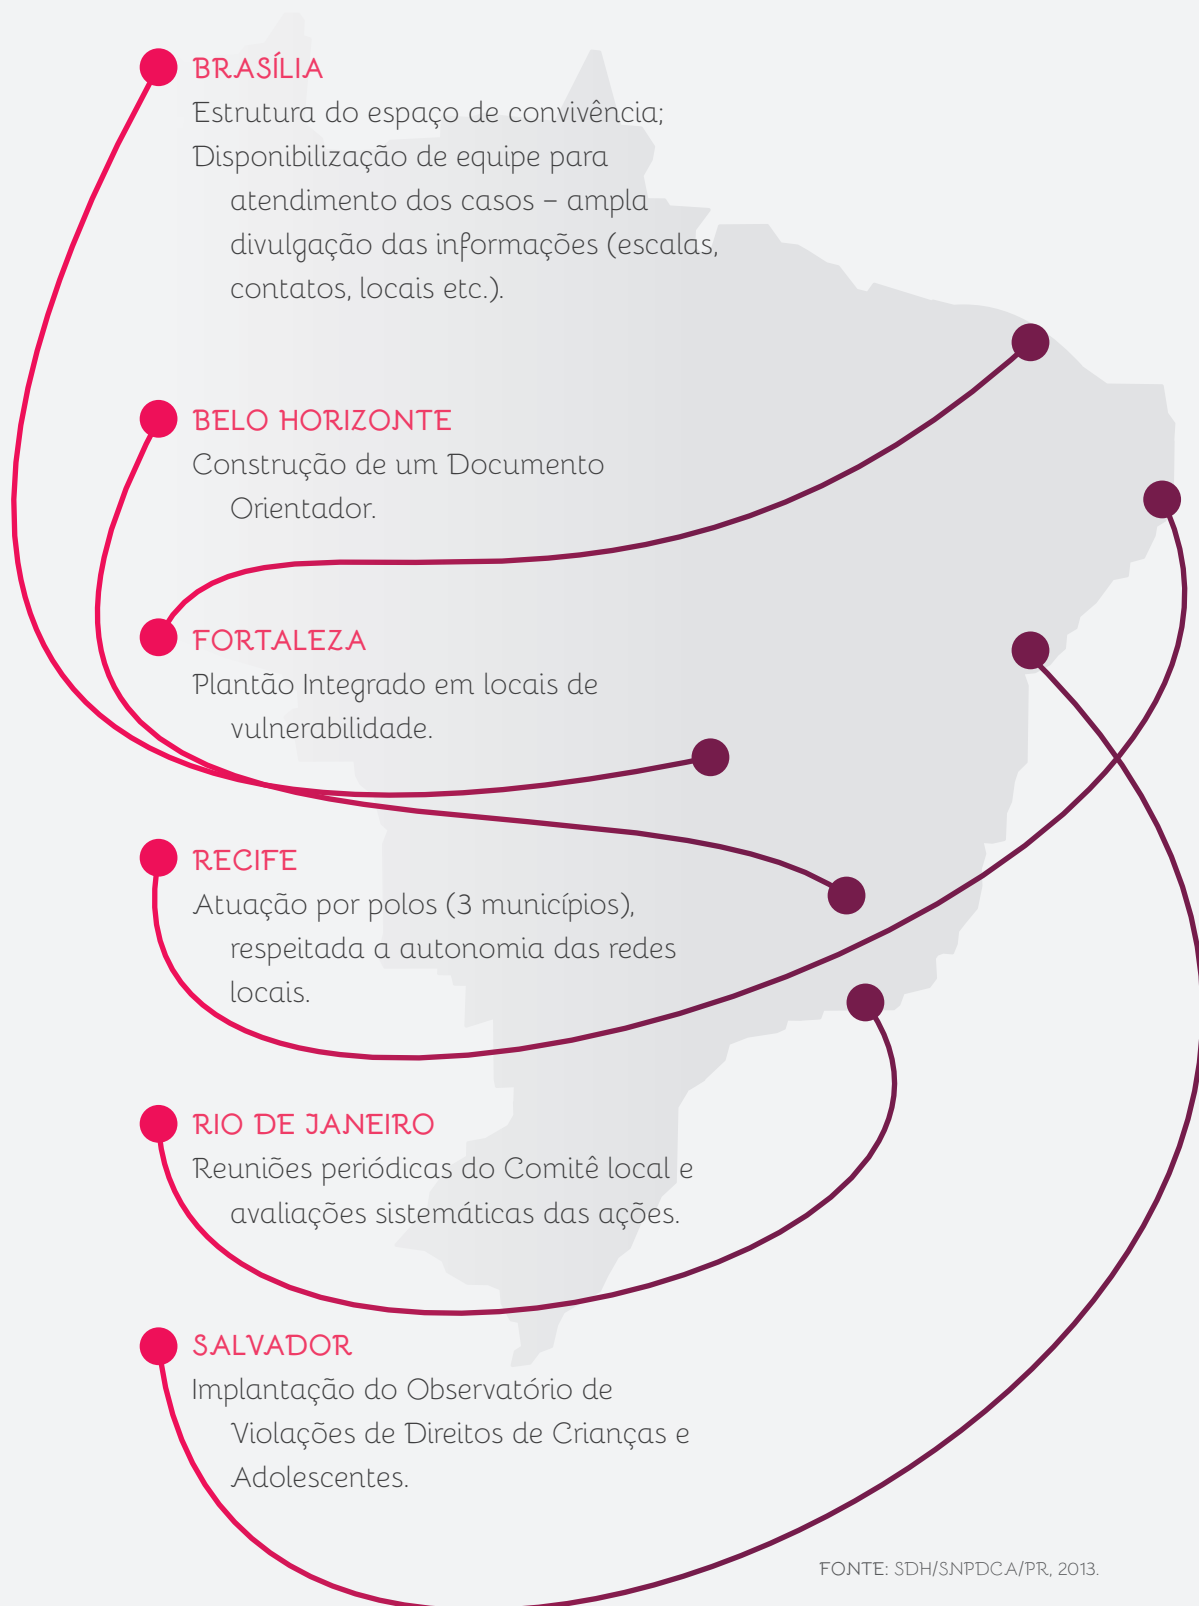 BRASÍLIA
Estrutura do espaço de convivência;
Disponibilização de equipe para
atendimento dos casos – ampla
divulgação das informações (escalas,
contatos, locais etc.).
BELO HORIZONTE
Construção de um Documento
Orientador.
FORTALEZA
Plantão Integrado em locais de
vulnerabilidade.
RECIFE
Atuação por polos (3 municípios),
respeitada a autonomia das redes
locais.
RIO DE JANEIRO
Reuniões periódicas do Comitê local e
avaliações sistemáticas das ações.
SALVADOR
Implantação do Observatório de
Violações de Direitos de Crianças e
Adolescentes.
FONTE: SDH/SNPDCA/PR, 2013.